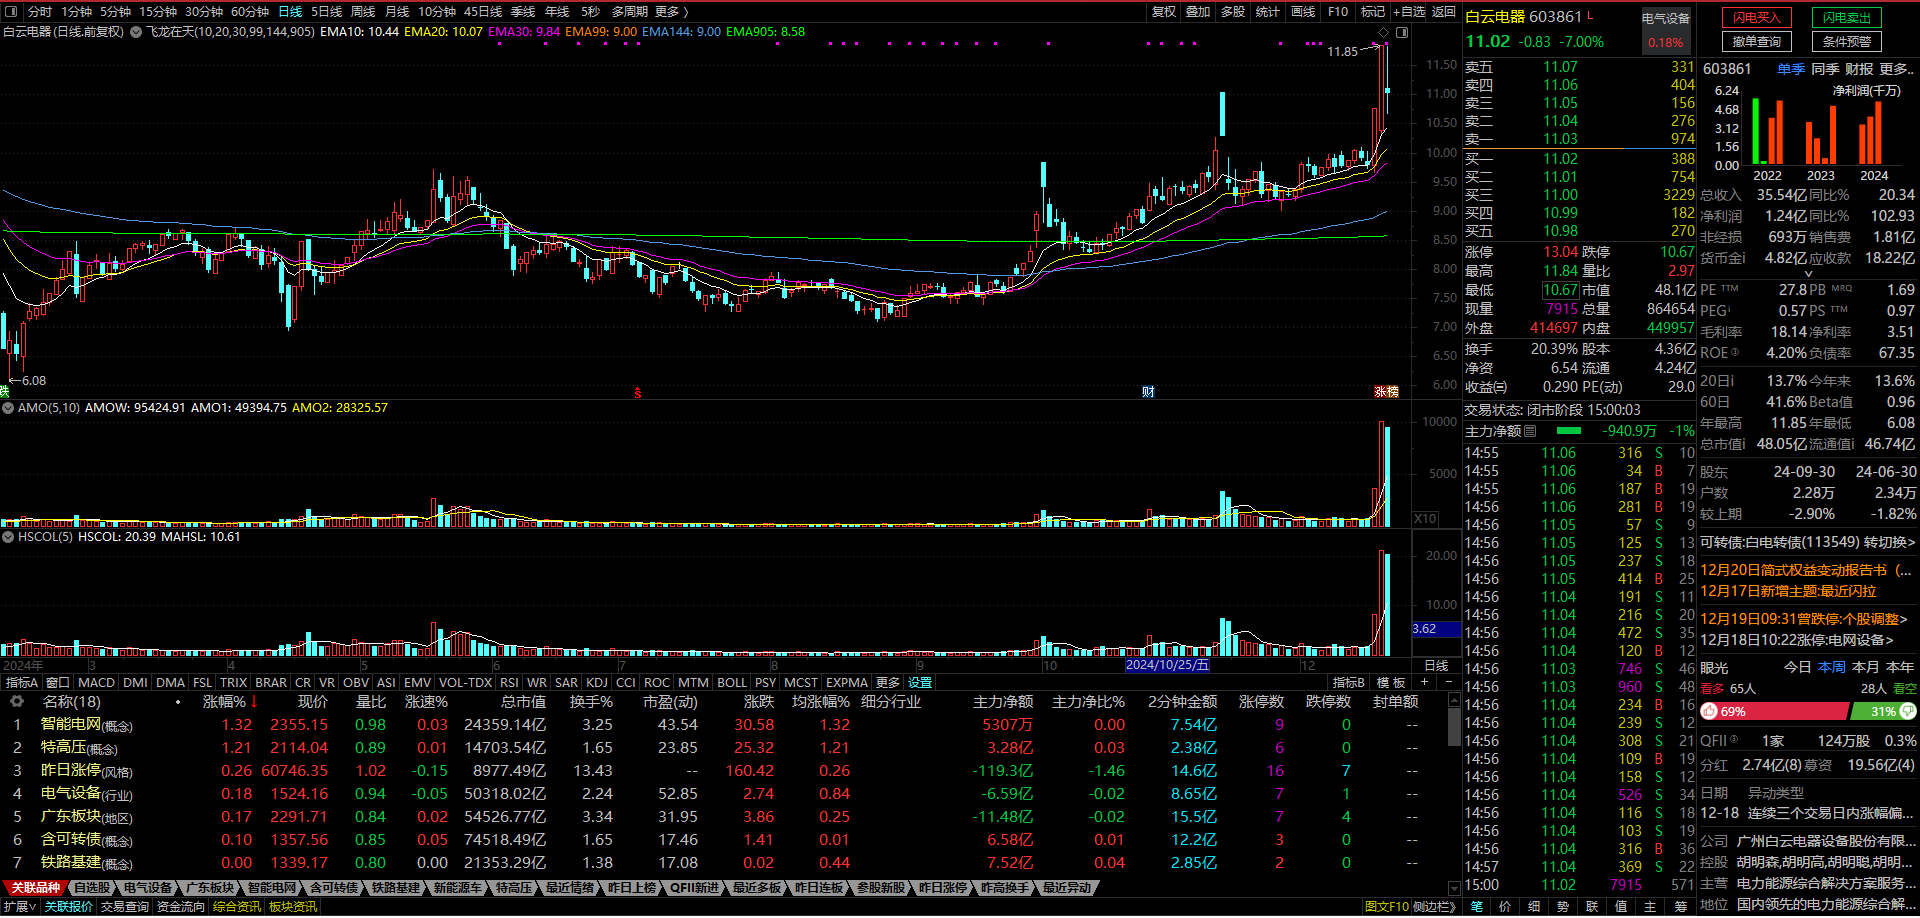 分时 1分钟 5分钟 15分钟 30分钟 60分钟 日线 5日线 周线 月线 10分钟 45日线 季线 年线 5秒 多周期 更多 〉 复权 叠加 多股 统计 画线 F10 标记 +自选 返回
白云电器(日线,前复权) 飞龙在天(10,20,30,99,144,905) EMA10: 10.44 EMA20: 10.07 EMA30: 9.84 EMA99: 9.00 EMA144: 9.00 EMA905: 8.58
11.85
11.50
11.00
10.50
10.00
9.50
9.00
8.50
8.00
7.50
7.00
6.50
6.00
6.08
跌
财
涨榜
AMO(5,10) AMOW: 95424.91 AMO1: 49394.75 AMO2: 28325.57
10000
5000
X10
HSCOL(5) HSCOL: 20.39 MAHSL: 10.61
20.00
10.00
3.62
2024年 3 4 5 6 7 8 9 10 2024/10/25/五 12 日线
指标A 窗口 MACD DMI DMA FSL TRIX BRAR CR VR OBV ASI EMV VOL-TDX RSI WR SAR KDJ CCI ROC MTM BOLL PSY MCST EXPMA 更多 设置 指标B 模板 + −
名称(18) 涨幅%↓ 现价 量比 涨速% 总市值 换手% 市盈(动) 涨跌 均涨幅% 细分行业 主力净额 主力净比% 2分钟金额 涨停数 跌停数 封单额
1 智能电网(概念) 1.32 2355.15 0.98 0.03 24359.14亿 3.25 43.54 30.58 1.32 5307万 0.00 7.54亿 9 0 --
2 特高压(概念) 1.21 2114.04 0.89 0.01 14703.54亿 1.65 23.85 25.32 1.21 3.28亿 0.03 2.38亿 6 0 --
3 昨日涨停(风格) 0.26 60746.35 1.02 -0.15 8977.49亿 13.43 -- 160.42 0.26 -119.3亿 -1.46 14.6亿 16 7 --
4 电气设备(行业) 0.18 1524.16 0.94 -0.05 50318.02亿 2.24 52.85 2.74 0.84 -6.59亿 -0.02 8.65亿 7 1 --
5 广东板块(地区) 0.17 2291.71 0.84 0.02 54526.77亿 3.34 31.95 3.86 0.25 -11.48亿 -0.02 15.5亿 7 4 --
6 含可转债(概念) 0.10 1357.56 0.85 0.05 74518.49亿 1.65 17.46 1.41 0.01 6.58亿 0.01 12.2亿 3 0 --
7 铁路基建(概念) 0.00 1339.17 0.80 0.00 21353.29亿 1.38 17.08 0.02 0.44 7.52亿 0.04 2.85亿 2 0 --
关联品种 自选股 电气设备 广东板块 智能电网 含可转债 铁路基建 新能源车 特高压 最近情绪 昨日上榜 QFII新进 最近多板 昨日连板 参股新股 昨日涨停 昨高换手 最近异动
扩展∨ 关联报价 交易查询 资金流向 综合资讯 板块资讯 图文F10 侧边栏》
白云电器 603861 L
11.02 -0.83 -7.00%
电气设备
0.18%
卖五 11.07 331
卖四 11.06 404
卖三 11.05 156
卖二 11.04 276
卖一 11.03 974
买一 11.02 388
买二 11.01 754
买三 11.00 3229
买四 10.99 182
买五 10.98 270
涨停 13.04 跌停 10.67
最高 11.84 量比 2.97
最低 10.67 市值 48.1亿
现量 7915 总量 864654
外盘 414697 内盘 449957
换手 20.39% 股本 4.36亿
净资 6.54 流通 4.24亿
收益㈢ 0.290 PE(动) 29.0
交易状态: 闭市阶段 15:00:03
主力净额 -940.9万 -1%
14:55 11.06 316 S 10
14:55 11.06 34 B 7
14:55 11.06 187 B 19
14:56 11.06 281 B 19
14:56 11.05 57 S 9
14:56 11.05 125 S 13
14:56 11.05 237 S 18
14:56 11.05 414 B 25
14:56 11.04 191 S 11
14:56 11.04 216 S 20
14:56 11.04 472 S 35
14:56 11.04 120 B 12
14:56 11.03 746 S 46
14:56 11.03 960 S 48
14:56 11.04 234 B 16
14:56 11.04 239 S 12
14:56 11.04 308 S 21
14:56 11.04 109 B 19
14:56 11.04 158 S 12
14:56 11.04 526 S 34
14:56 11.04 116 S 18
14:56 11.04 103 S 19
14:56 11.04 316 B 36
14:57 11.04 369 S 22
15:00 11.02 7915 571
笔 价 细 势 联 值 主 筹
闪电买入 闪电卖出
撤单查询 条件预警
603861 单季 同季 财报 更多..
净利润(千万)
6.24
4.68
3.12
1.56
0.00
2022 2023 2024
总收入 35.54亿 同比% 20.34
净利润 1.24亿 同比% 102.93
非经损 693万 销售费 1.81亿
货币金i 4.82亿 应收款 18.22亿
PE TTM 27.8 PB MRQ 1.69
PEG i 0.57 PS TTM 0.97
毛利率 18.14 净利率 3.51
ROE③ 4.20% 负债率 67.35
20日i 13.7% 今年来 13.6%
60日 41.6% Beta值 0.96
年最高 11.85 年最低 6.08
总市值i 48.05亿 流通值i 46.74亿
股东 24-09-30 24-06-30
户数 2.28万 2.34万
较上期 -2.90% -1.82%
可转债:白电转债(113549) 转切换>
12月20日简式权益变动报告书（...
12月17日新增主题:最近闪拉
12月19日09:31曾跌停:个股调整>
12月18日10:22涨停:电网设备>
眼光 今日 本周 本月 本年
看多 65人 28人 看空
69% 31%
QFII③ 1家 124万股 0.3%
分红 2.74亿(8) 募资 19.56亿(4)
日期 异动类型
12-18 连续三个交易日内涨幅偏...
公司 广州白云电器设备股份有限...
控股 胡明森,胡明高,胡明聪,胡明...
主营 电力能源综合解决方案服务...
地位 国内领先的电力能源综合解...